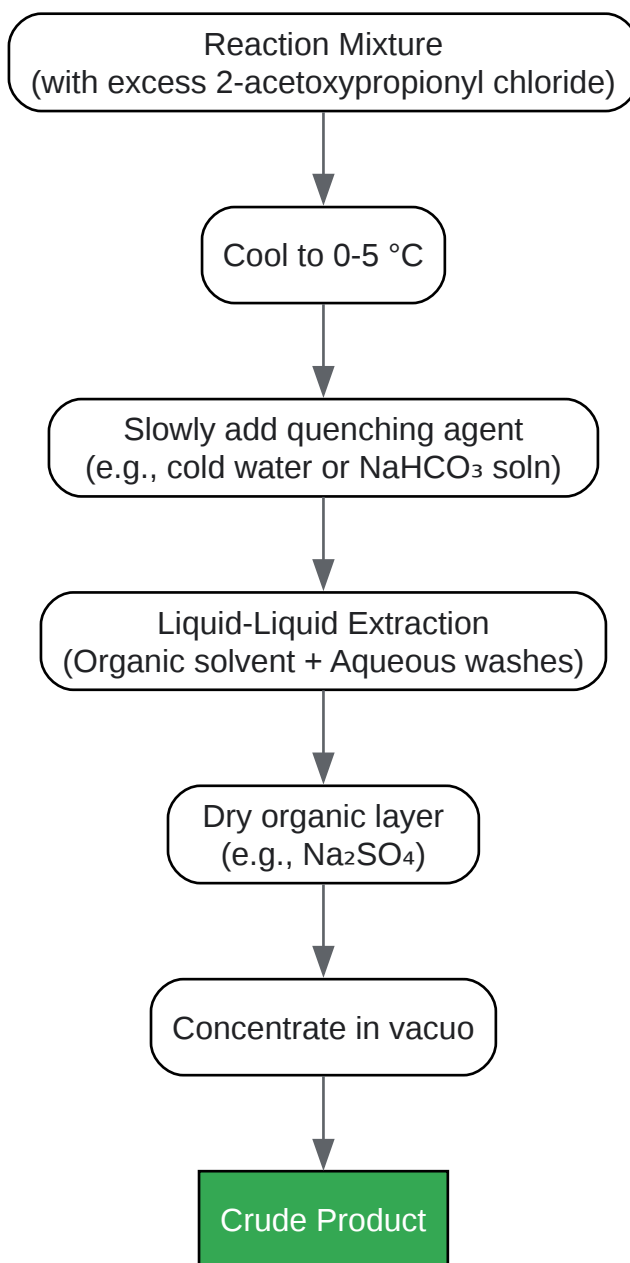 Reaction Mixture
(with excess 2-acetoxypropionyl chloride)
Cool to 0-5 °C
Slowly add quenching agent
(e.g., cold water or NaHCO₃ soln)
Liquid-Liquid Extraction
(Organic solvent + Aqueous washes)
Dry organic layer
(e.g., Na₂SO₄)
Concentrate in vacuo
Crude Product